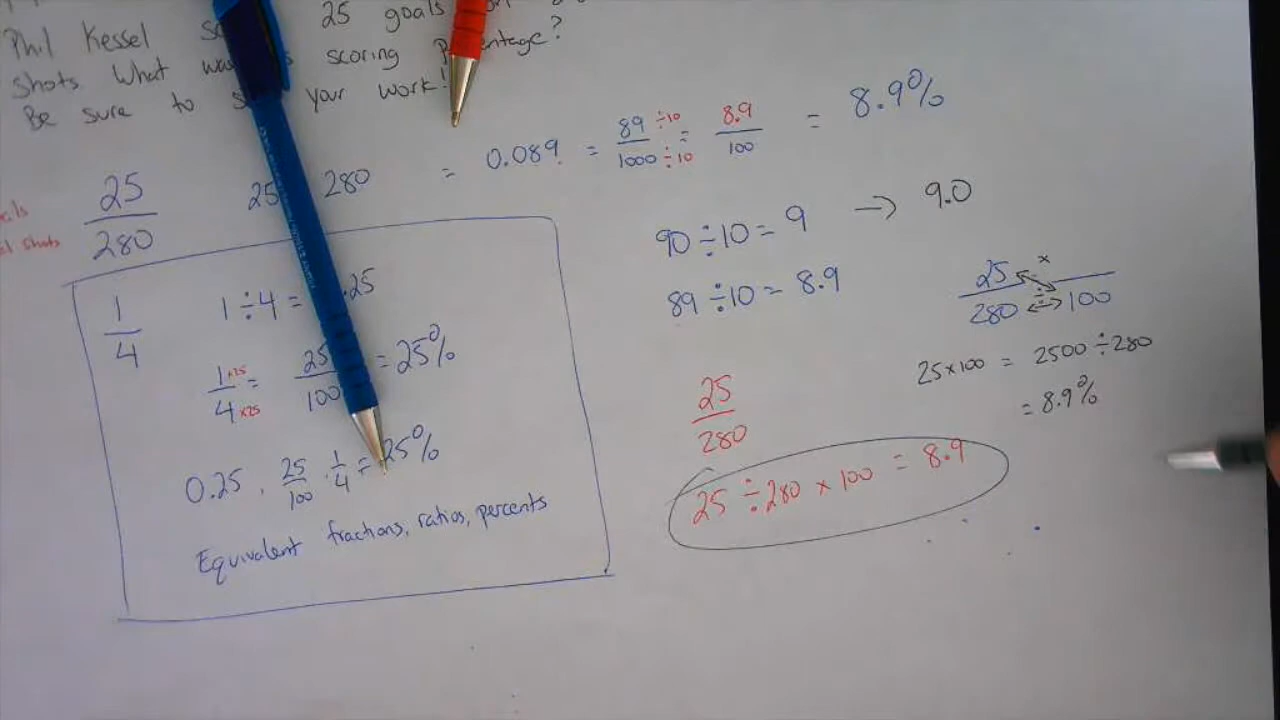 Phil Kessel 25 goals
shots What scoring
Be sure to your work!
25/280
25 280 = 0.089 = 89/1000 ÷10 ÷10 = 8.9/100 = 8.9%
shots
1/4
1÷4 = .25
1/4 ×25 ×25 = 25/100 = 25%
0.25, 25/100, 1/4 = 25%
Equivalent fractions, ratios, percents
90 ÷10 = 9 → 9.0
89 ÷10 = 8.9
25/280 x ÷ 100
25×100 = 2500 ÷280
= 8.9%
25/280
25 ÷ 280 × 100 = 8.9